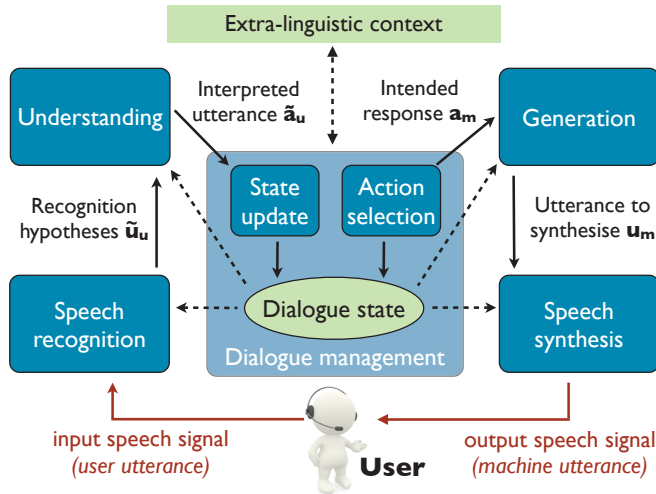 Extra-linguistic context
Understanding
Interpreted
utterance ã_u
Intended
response a_m
Generation
State
update
Action
selection
Recognition
hypotheses ũ_u
Utterance to
synthesise u_m
Speech
recognition
Dialogue state
Speech
synthesis
Dialogue management
input speech signal
(user utterance)
User
output speech signal
(machine utterance)